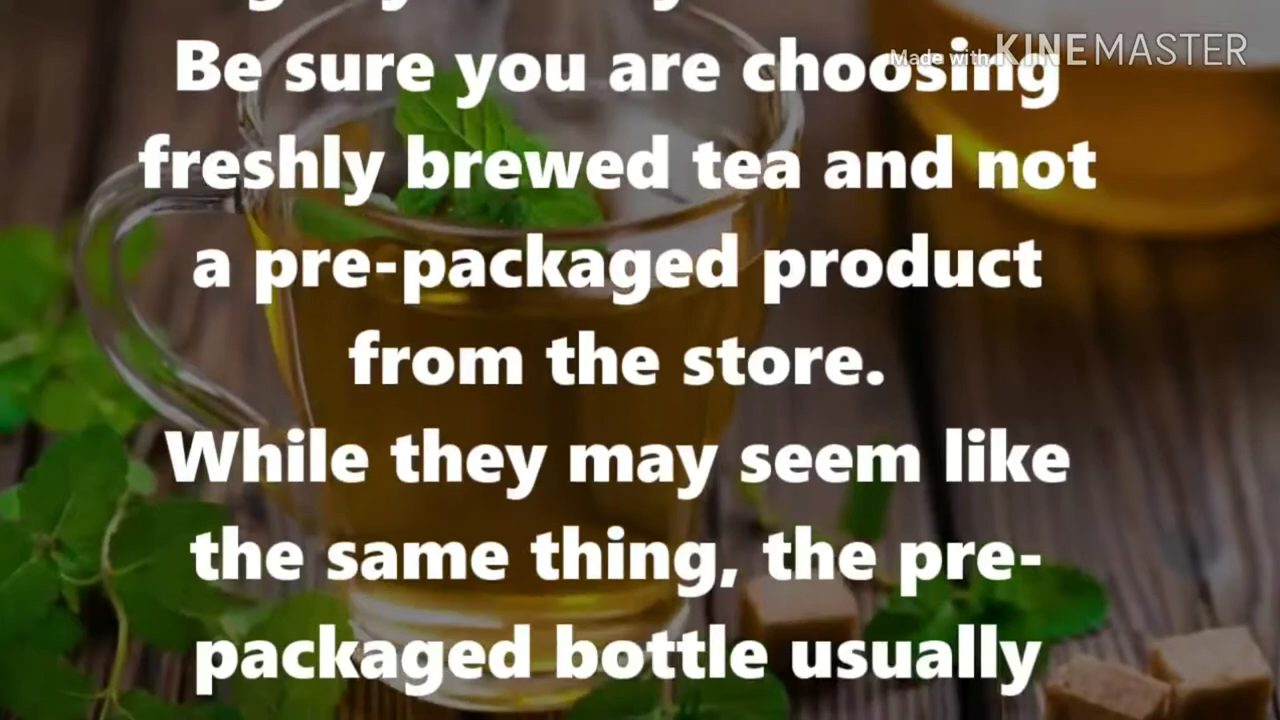 Made with KINEMASTER
Be sure you are choosing
freshly brewed tea and not
a pre-packaged product
from the store.
While they may seem like
the same thing, the pre-
packaged bottle usually